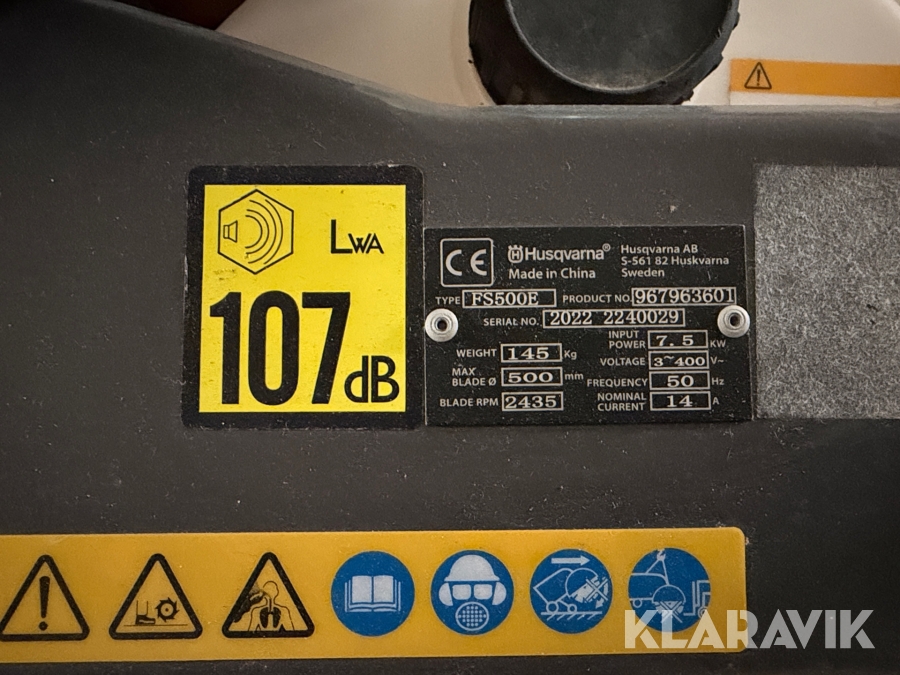 LWA
107dB
CE
Husqvarna®
Made in China
Husqvarna AB
S-561 82 Huskvarna
Sweden
TYPE FS500E PRODUCT NO. 967963601
SERIAL NO. 2022 2240029
WEIGHT 145 Kg
MAX BLADE Ø 500 mm
BLADE RPM 2435
INPUT POWER 7.5 KW
VOLTAGE 3~400 V~
FREQUENCY 50 Hz
NOMINAL CURRENT 14 A
KLARAVIK